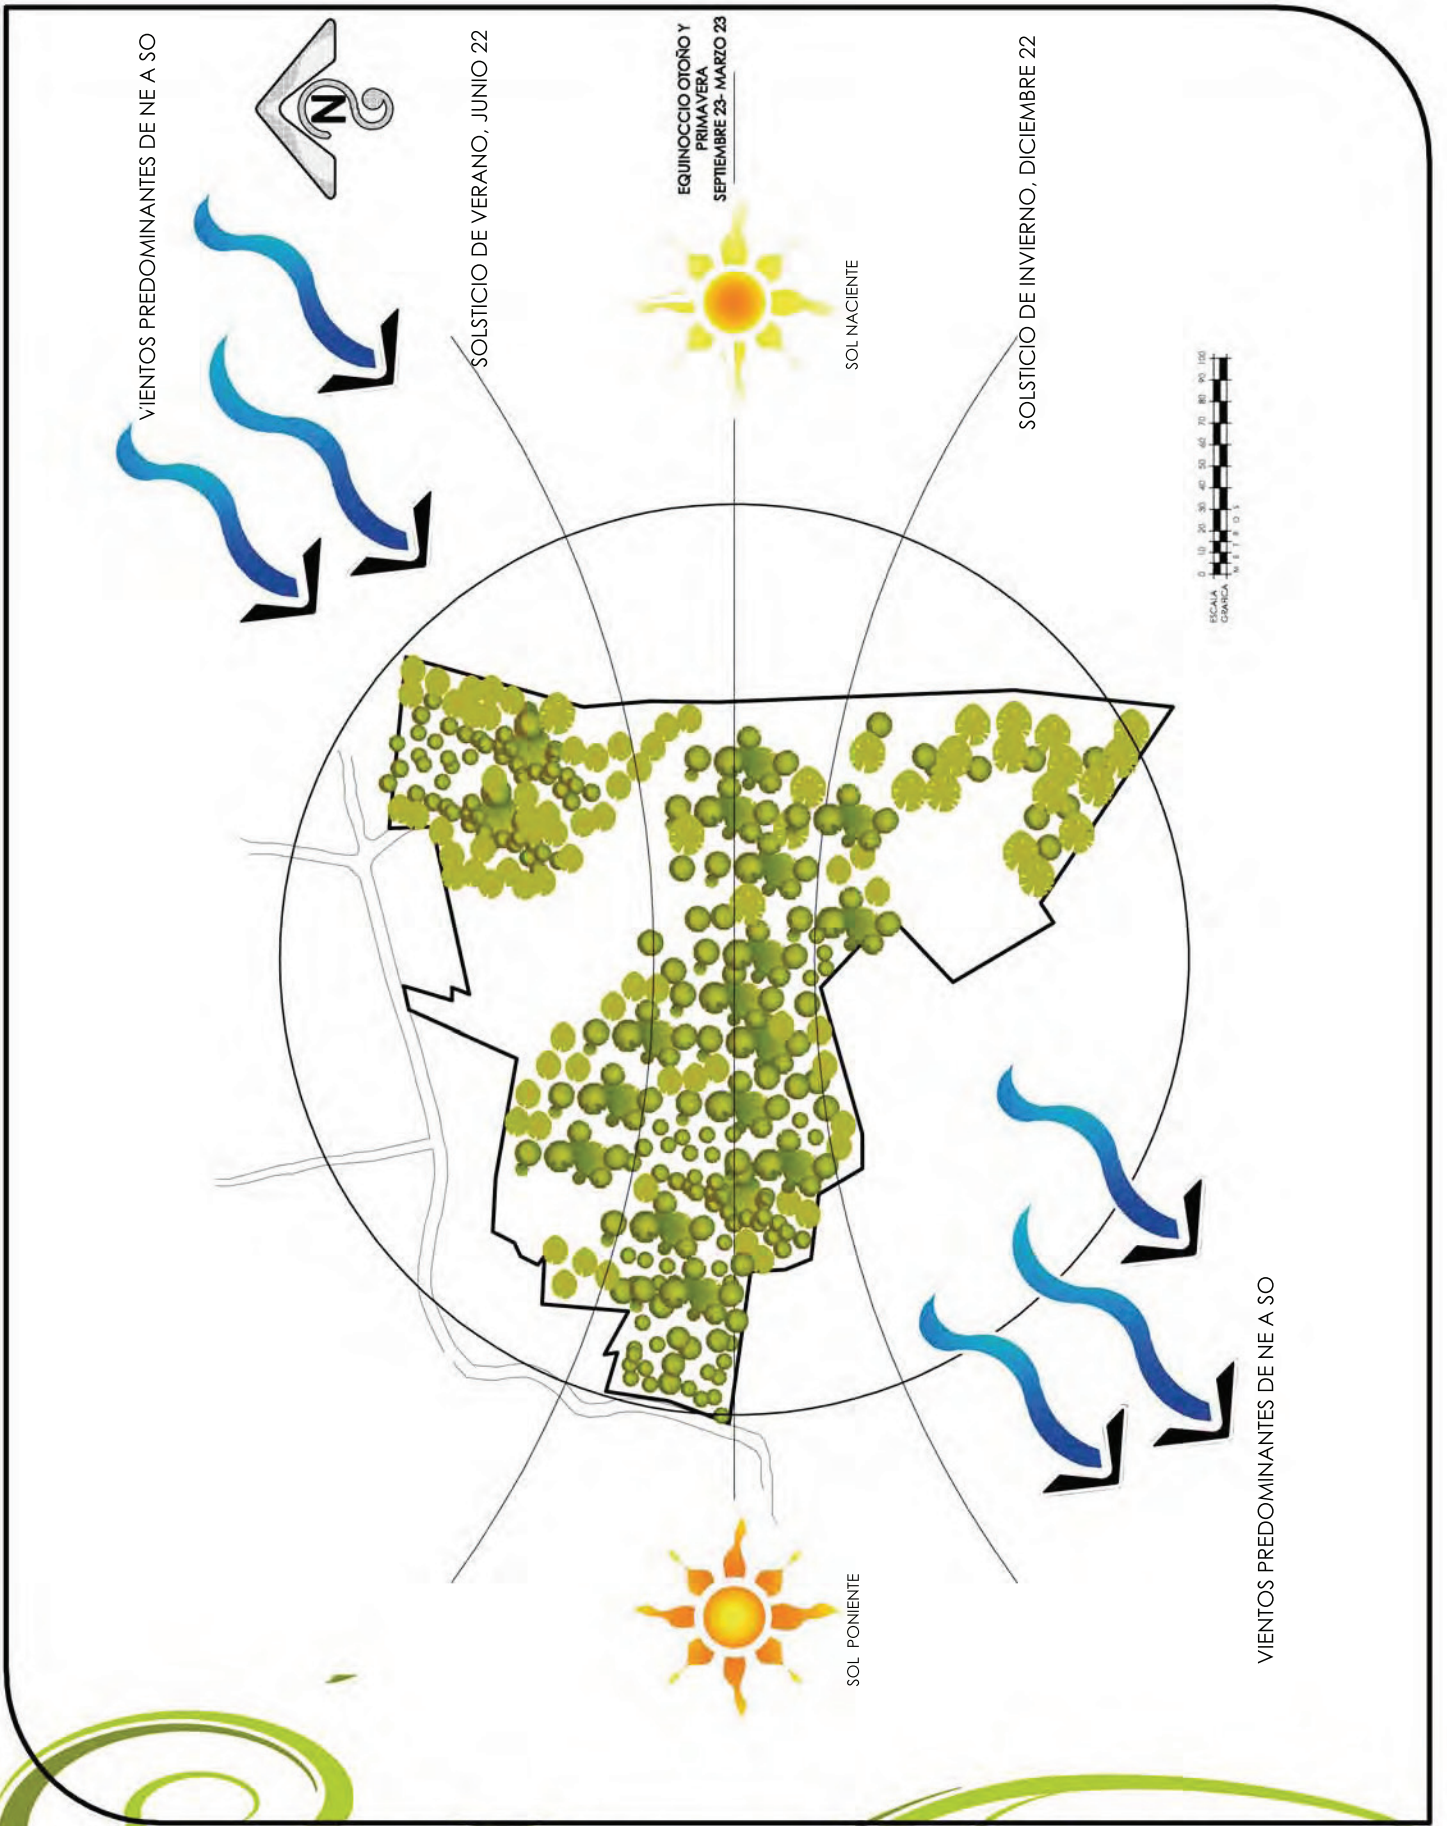 VIENTOS PREDOMINANTES DE NE A SO
N
SOLSTICIO DE VERANO, JUNIO 22
EQUINOCCIO OTOÑO Y
PRIMAVERA
SEPTIEMBRE 23- MARZO 23
SOL NACIENTE
SOLSTICIO DE INVIERNO, DICIEMBRE 22
SOL PONIENTE
0 10 20 30 40 50 60 70 80 90 100
ESCALA
GRAFICA
METROS
VIENTOS PREDOMINANTES DE NE A SO